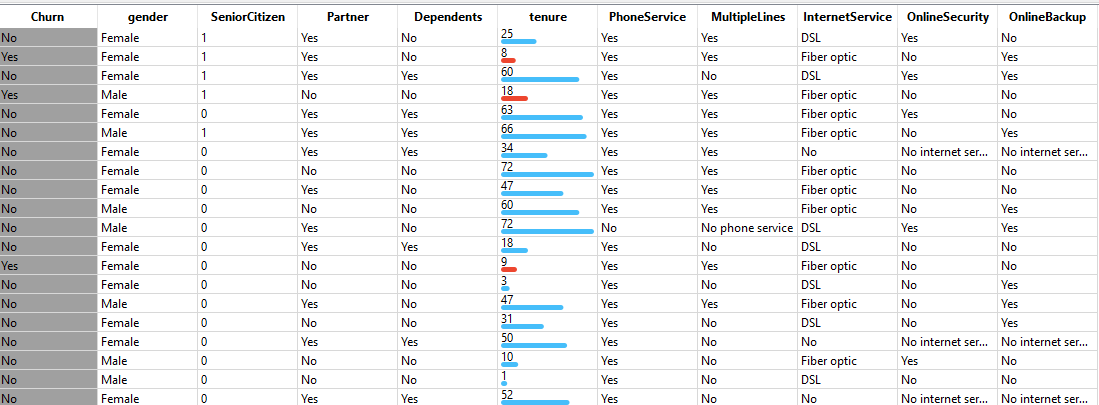 Churn gender SeniorCitizen Partner Dependents tenure PhoneService MultipleLines InternetService OnlineSecurity OnlineBackup
No Female 1 Yes No 25 Yes Yes DSL Yes No
Yes Female 1 Yes No 8 Yes Yes Fiber optic No Yes
No Female 1 Yes Yes 60 Yes No DSL Yes Yes
Yes Male 1 No No 18 Yes Yes Fiber optic No No
No Female 0 Yes Yes 63 Yes Yes Fiber optic Yes No
No Male 1 Yes Yes 66 Yes Yes Fiber optic No Yes
No Female 0 Yes Yes 34 Yes Yes No No internet ser... No internet ser...
No Female 0 No No 72 Yes Yes Fiber optic No No
No Female 0 Yes No 47 Yes Yes Fiber optic No No
No Male 0 No No 60 Yes Yes Fiber optic No Yes
No Male 0 Yes No 72 No No phone service DSL Yes Yes
No Female 0 Yes Yes 18 Yes No DSL No No
Yes Female 0 No No 9 Yes Yes Fiber optic No No
No Female 0 No No 3 Yes No DSL No Yes
No Male 0 Yes No 47 Yes Yes Fiber optic No Yes
No Female 0 No No 31 Yes No DSL No Yes
No Female 0 Yes Yes 50 Yes No No No internet ser... No internet ser...
No Male 0 No No 10 Yes No Fiber optic Yes No
No Male 0 No No 1 Yes No DSL No No
No Female 0 Yes Yes 52 Yes No No No internet ser... No internet ser...